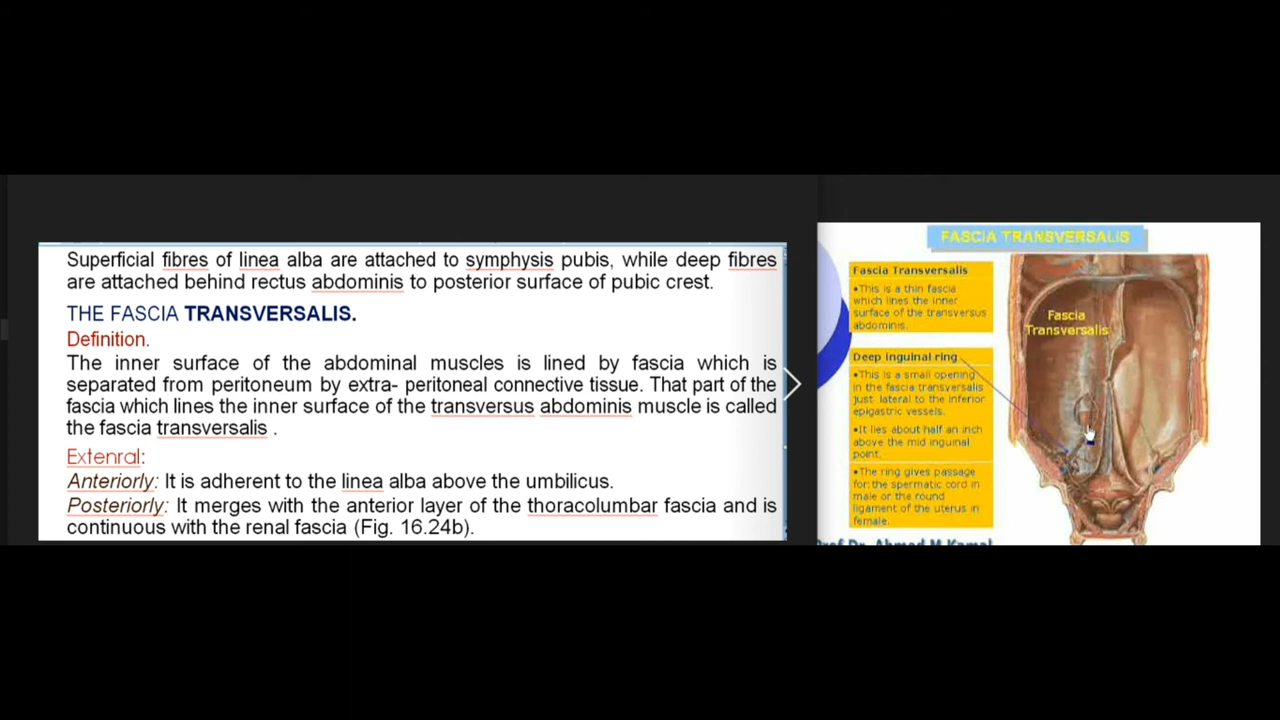 Superficial fibres of linea alba are attached to symphysis pubis, while deep fibres
are attached behind rectus abdominis to posterior surface of pubic crest.
THE FASCIA TRANSVERSALIS.
Definition.
The inner surface of the abdominal muscles is lined by fascia which is
separated from peritoneum by extra- peritoneal connective tissue. That part of the
fascia which lines the inner surface of the transversus abdominis muscle is called
the fascia transversalis .
Extenral:
Anteriorly: It is adherent to the linea alba above the umbilicus.
Posteriorly: It merges with the anterior layer of the thoracolumbar fascia and is
continuous with the renal fascia (Fig. 16.24b).
FASCIA TRANSVERSALIS
Fascia Transversalis
•This is a thin fascia
which lines the inner
surface of the transversus
abdominis.
Deep inguinal ring
•This is a small opening
in the fascia transversalis
just lateral to the inferior
epigastric vessels.
•It lies about half an inch
above the mid inguinal
point.
•The ring gives passage
for: the spermatic cord in
male or the round
ligament of the uterus in
female.
Fascia
Transversalis
Prof Dr. Ahmed M Kamal